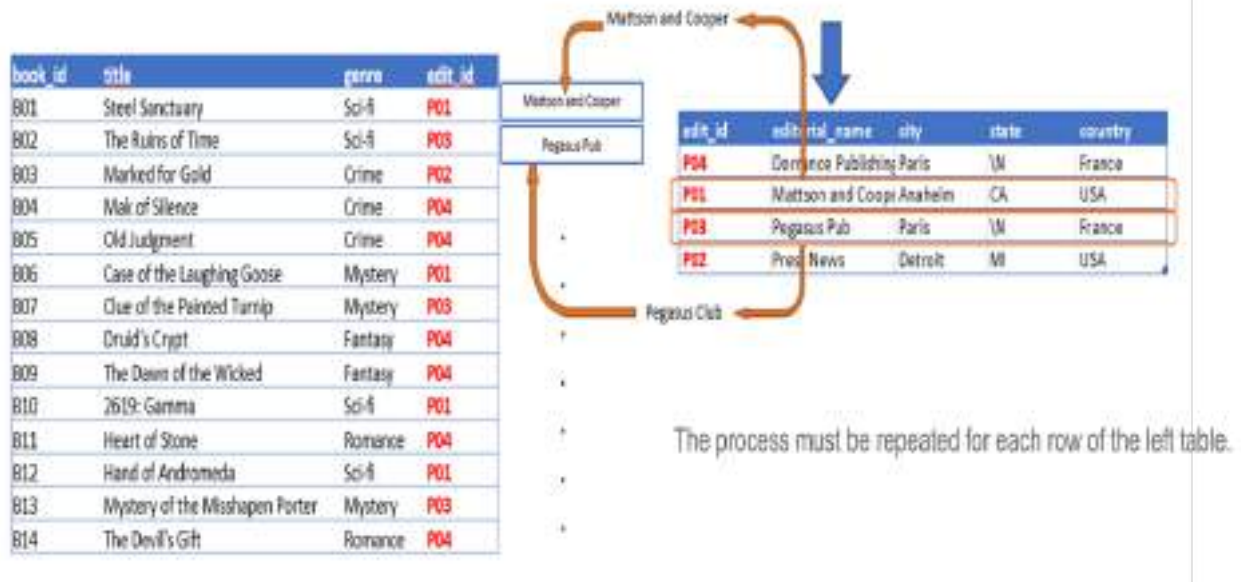 Mattson and Cooper
book_id title genre edit_id
B01 Steel Sanctuary Sci-fi P01
Mattson and Cooper
B02 The Ruins of Time Sci-fi P03
Pegasus Pub
B03 Marked for Gold Crime P02
B04 Mak of Silence Crime P04
B05 Old Judgment Crime P04
B06 Case of the Laughing Goose Mystery P01
B07 Clue of the Painted Turnip Mystery P03
B08 Druid's Crypt Fantasy P04
B09 The Dawn of the Wicked Fantasy P04
B10 2619: Gamma Sci-fi P01
B11 Heart of Stone Romance P04
B12 Hand of Andromeda Sci-fi P01
B13 Mystery of the Misshapen Porter Mystery P03
B14 The Devil's Gift Romance P04
edit_id editorial_name city state country
P04 Dorrance Publishing Paris \N France
P01 Mattson and Coope Anaheim CA USA
P03 Pegasus Pub Paris \N France
P02 News Detroit MI USA
Pegasus Club
The process must be repeated for each row of the left table.